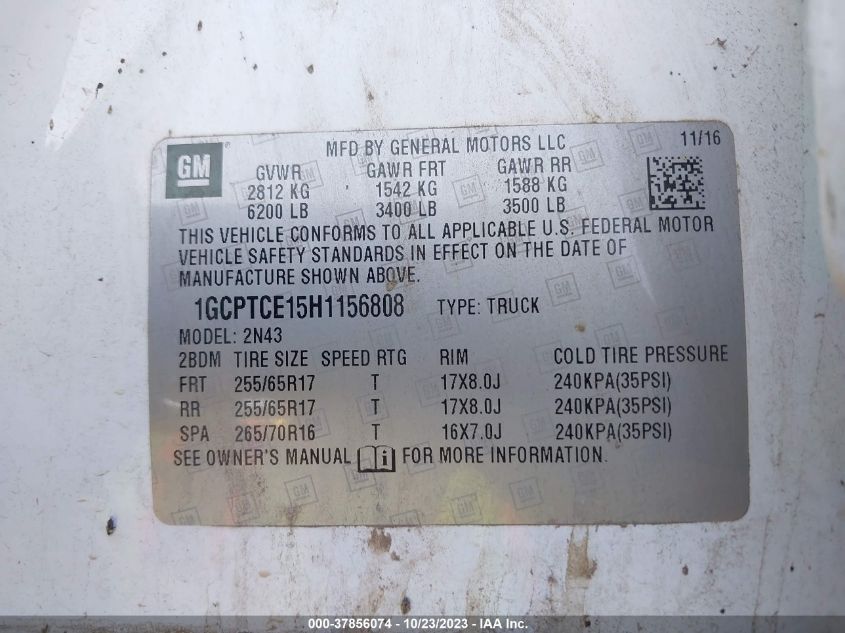 GM
MFD BY GENERAL MOTORS LLC 11/16
GVWR GAWR FRT GAWR RR
2812 KG 1542 KG 1588 KG
6200 LB 3400 LB 3500 LB
THIS VEHICLE CONFORMS TO ALL APPLICABLE U.S. FEDERAL MOTOR
VEHICLE SAFETY STANDARDS IN EFFECT ON THE DATE OF
MANUFACTURE SHOWN ABOVE.
1GCPTCE15H1156808 TYPE: TRUCK
MODEL: 2N43
2BDM TIRE SIZE SPEED RTG RIM COLD TIRE PRESSURE
FRT 255/65R17 T 17X8.0J 240KPA(35PSI)
RR 255/65R17 T 17X8.0J 240KPA(35PSI)
SPA 265/70R16 T 16X7.0J 240KPA(35PSI)
SEE OWNER'S MANUAL FOR MORE INFORMATION.
000-37856074 - 10/23/2023 - IAA Inc.